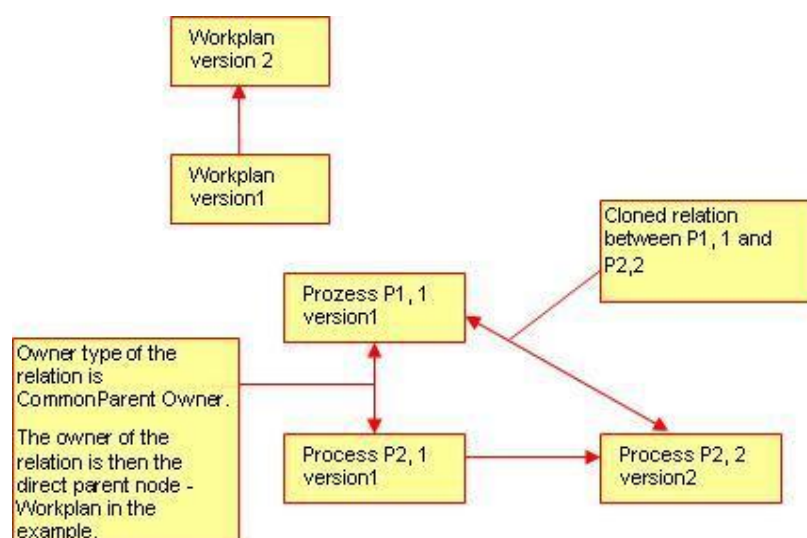 Workplan
version 2
Workplan
version1
Cloned relation
between P1, 1 and
P2,2
Prozess P1, 1
version1
Owner type of the
relation is
CommonParent Owner.
The owner of the
relation is then the
direct parent node -
Workplan in the
example.
Process P2, 1
version1
Process P2, 2
version2